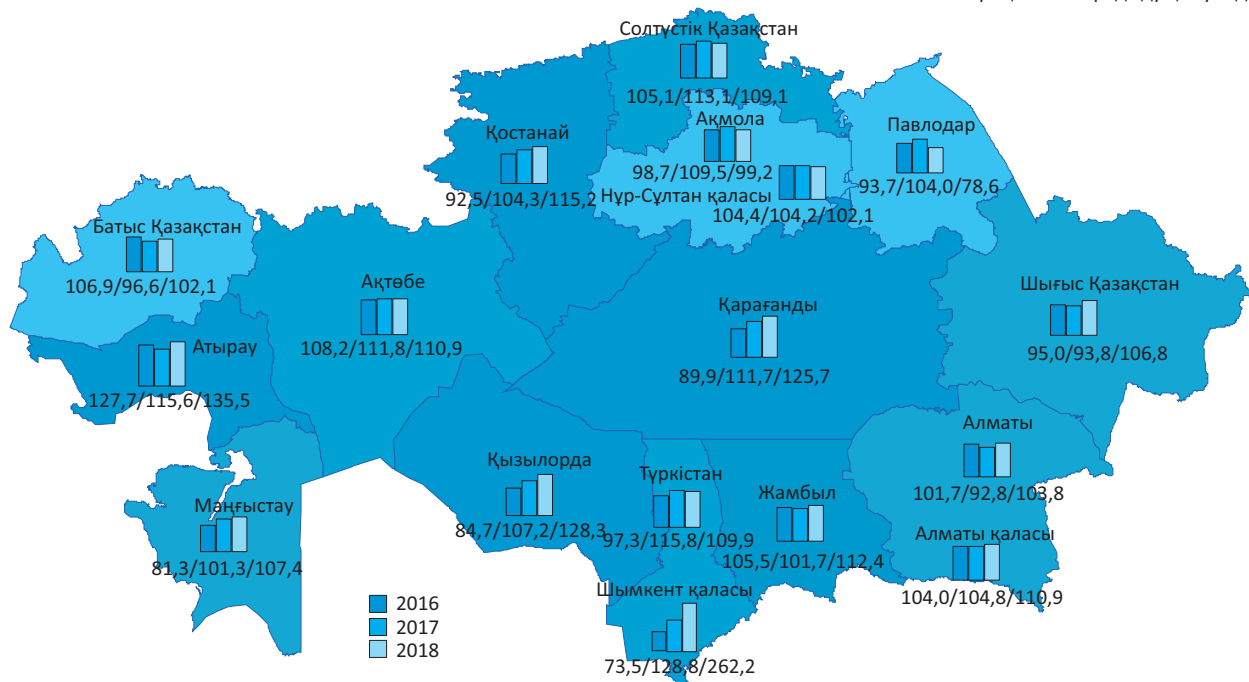 Солтүстік Қазақстан
105,1/113,1/109,1
Ақмола
98,7/109,5/99,2
Қостанай
92,5/104,3/115,2
Павлодар
93,7/104,0/78,6
Нұр-Сұлтан қаласы
104,4/104,2/102,1
Батыс Қазақстан
106,9/96,6/102,1
Ақтөбе
108,2/111,8/110,9
Қарағанды
89,9/111,7/125,7
Шығыс Қазақстан
95,0/93,8/106,8
Атырау
127,7/115,6/135,5
Алматы
101,7/92,8/103,8
Қызылорда
84,7/107,2/128,3
Түркістан
97,3/115,8/109,9
Жамбыл
105,5/101,7/112,4
Маңғыстау
81,3/101,3/107,4
Алматы қаласы
104,0/104,8/110,9
Шымкент қаласы
73,5/128,8/262,2
2016
2017
2018